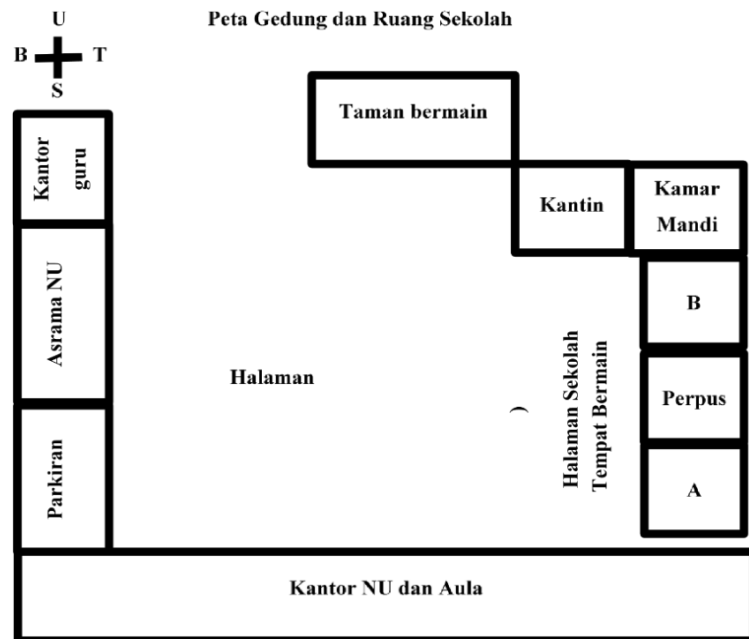 U
Peta Gedung dan Ruang Sekolah
B
T
S
Taman bermain
Kantor
guru
Kantin
Kamar
Mandi
Asrama NU
B
Halaman
Halaman Sekolah
Tempat Bermain
)
Perpus
Parkiran
A
Kantor NU dan Aula